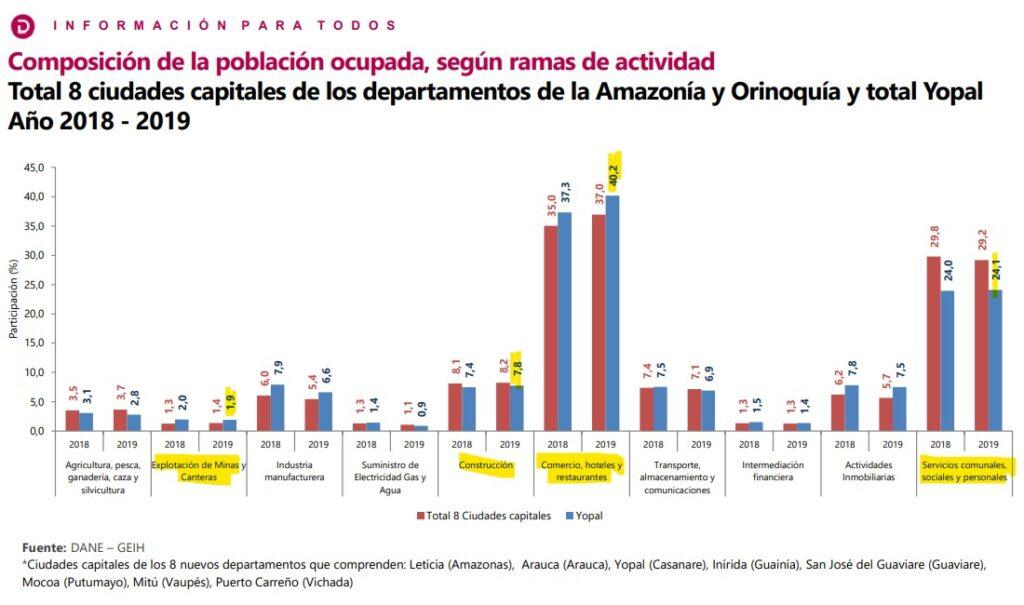 D INFORMACIÓN PARA TODOS
Composición de la población ocupada, según ramas de actividad
Total 8 ciudades capitales de los departamentos de la Amazonía y Orinoquía y total Yopal
Año 2018 - 2019
Participación (%)
45,0
40,0
35,0
30,0
25,0
20,0
15,0
10,0
5,0
0,0
3,5 3,1 3,7 2,8 1,3 2,0 1,4 1,9 6,0 7,9 5,4 6,6 1,3 1,4 1,1 0,9 8,1 7,4 8,2 7,8 35,0 37,3 37,0 40,2 7,4 7,5 7,1 6,9 1,3 1,5 1,3 1,4 6,2 7,8 5,7 7,5 29,8 24,0 29,2 24,1
2018 2019 2018 2019 2018 2019 2018 2019 2018 2019 2018 2019 2018 2019 2018 2019 2018 2019 2018 2019
Agricultura, pesca,
ganadería, caza y
silvicultura
Explotación de Minas y
Canteras
Industria
manufacturera
Suministro de
Electricidad Gas y
Agua
Construcción
Comercio, hoteles y
restaurantes
Transporte,
almacenamiento y
comunicaciones
Intermediación
financiera
Actividades
Inmobiliarias
Servicios comunales,
sociales y personales
Total 8 Ciudades capitales Yopal
Fuente: DANE – GEIH
*Ciudades capitales de los 8 nuevos departamentos que comprenden: Leticia (Amazonas), Arauca (Arauca), Yopal (Casanare), Inírida (Guainía), San José del Guaviare (Guaviare),
Mocoa (Putumayo), Mitú (Vaupés), Puerto Carreño (Vichada)